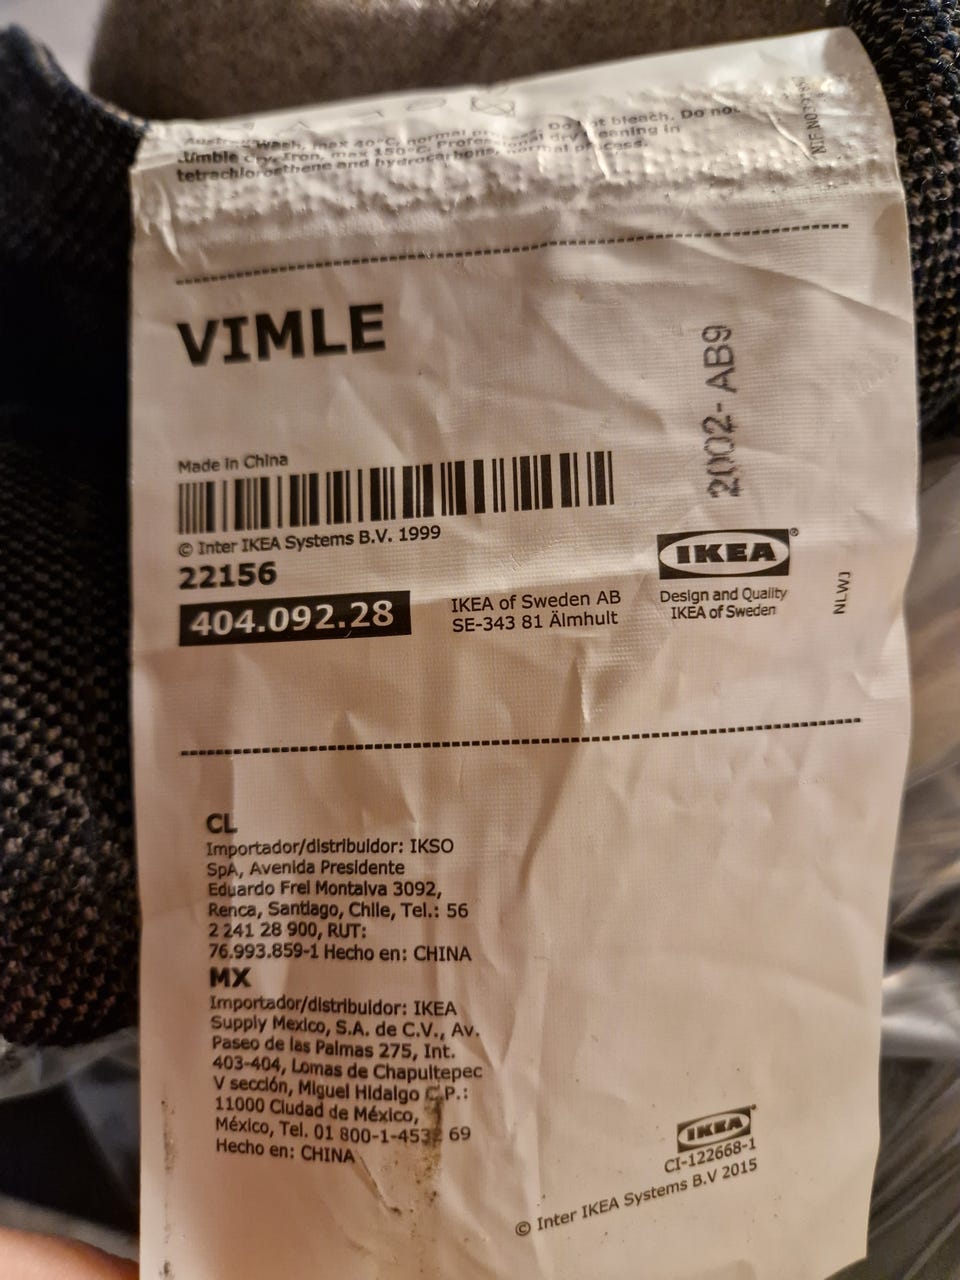 Wash, max 40°C, normal process. Do not bleach. Do not
tumble dry. Iron, max 150°C. Professional dry cleaning in
tetrachloroethene and hydrocarbons, normal process.
VIMLE
2002- AB9
Made in China
© Inter IKEA Systems B.V. 1999
22156
404.092.28
IKEA of Sweden AB
SE-343 81 Älmhult
IKEA®
Design and Quality
IKEA of Sweden
NLWJ
CL
Importador/distribuidor: IKSO
SpA, Avenida Presidente
Eduardo Frei Montalva 3092,
Renca, Santiago, Chile, Tel.: 56
2 241 28 900, RUT:
76.993.859-1 Hecho en: CHINA
MX
Importador/distribuidor: IKEA
Supply Mexico, S.A. de C.V., Av.
Paseo de las Palmas 275, Int.
403-404, Lomas de Chapultepec
V sección, Miguel Hidalgo C.P.:
11000 Ciudad de México,
México, Tel. 01 800-1-4532 69
Hecho en: CHINA
IKEA®
CI-122668-1
© Inter IKEA Systems B.V 2015